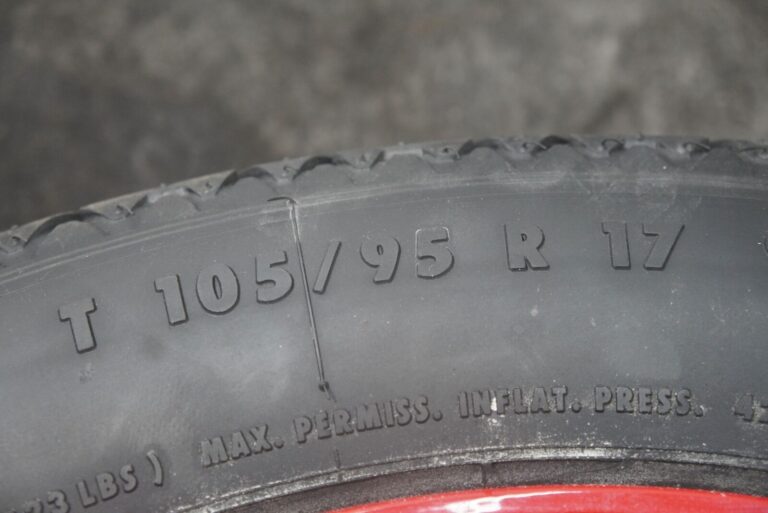 T 105/95 R 17
LBS ) MAX. PERMISS. INFLAT. PRESS.